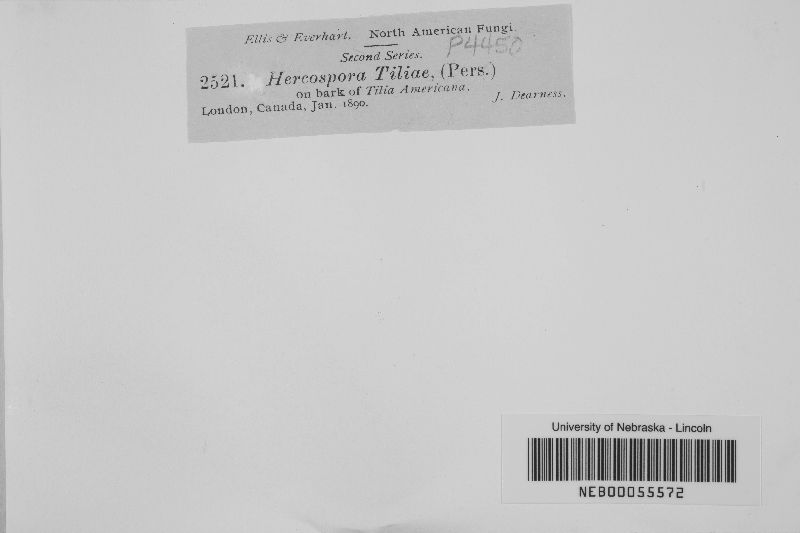 Ellis & Everhart. North American Fungi.
P4450
Second Series.
2521. Hercospora Tiliae, (Pers.)
on bark of Tilia Americana.
London, Canada, Jan. 1890. J. Dearness.
University of Nebraska - Lincoln
NEB00055572